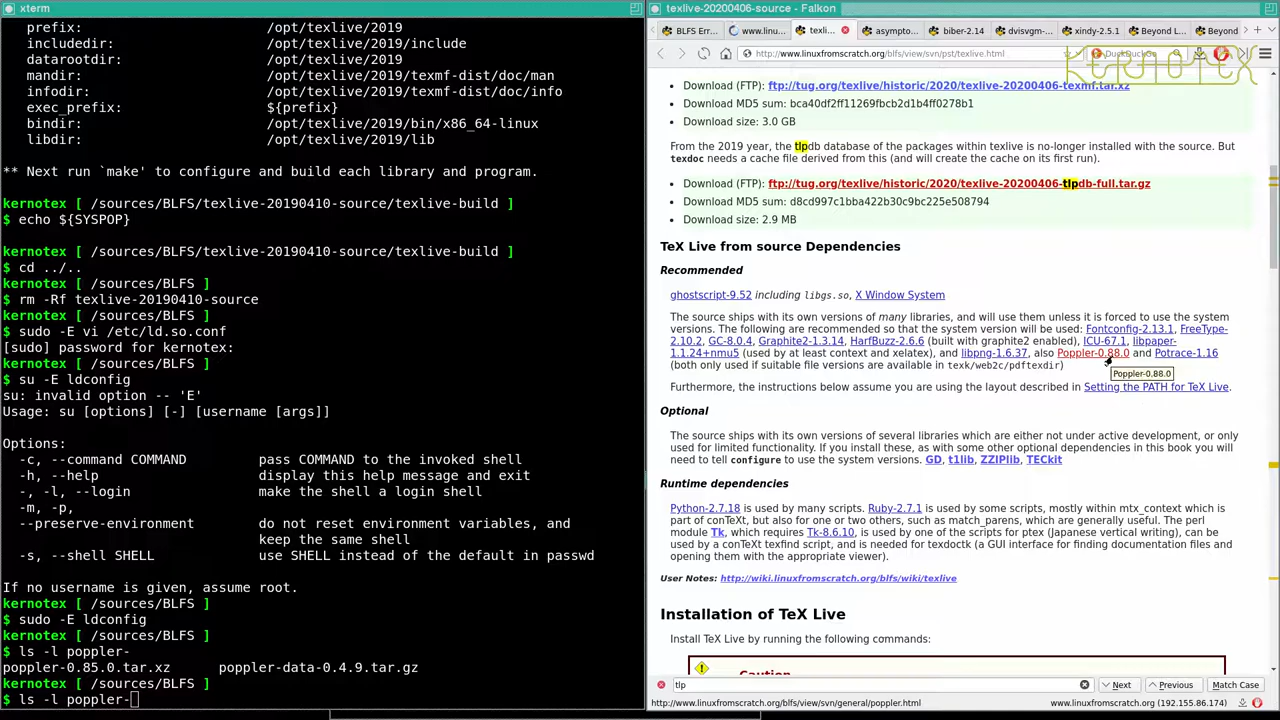 xterm
prefix: /opt/texlive/2019
includedir: /opt/texlive/2019/include
datarootdir: /opt/texlive/2019
mandir: /opt/texlive/2019/texmf-dist/doc/man
infodir: /opt/texlive/2019/texmf-dist/doc/info
exec_prefix: ${prefix}
bindir: /opt/texlive/2019/bin/x86_64-linux
libdir: /opt/texlive/2019/lib
** Next run `make' to configure and build each library and program.
kernotex [ /sources/BLFS/texlive-20190410-source/texlive-build ]
$ echo ${SYSPOP}
kernotex [ /sources/BLFS/texlive-20190410-source/texlive-build ]
$ cd ../..
kernotex [ /sources/BLFS ]
$ rm -Rf texlive-20190410-source
kernotex [ /sources/BLFS ]
$ sudo -E vi /etc/ld.so.conf
[sudo] password for kernotex:
kernotex [ /sources/BLFS ]
$ su -E ldconfig
su: invalid option -- 'E'
Usage: su [options] [-] [username [args]]
Options:
-c, --command COMMAND pass COMMAND to the invoked shell
-h, --help display this help message and exit
-, -l, --login make the shell a login shell
-m, -p,
--preserve-environment do not reset environment variables, and
keep the same shell
-s, --shell SHELL use SHELL instead of the default in passwd
If no username is given, assume root.
kernotex [ /sources/BLFS ]
$ sudo -E ldconfig
kernotex [ /sources/BLFS ]
$ ls -l poppler-
poppler-0.85.0.tar.xz poppler-data-0.4.9.tar.gz
kernotex [ /sources/BLFS ]
$ ls -l poppler-
texlive-20200406-source - Falkon
BLFS Err... www.linu... texli... asympto... biber-2.14 dvisvgm-... xindy-2.5.1 Beyond L... Beyond
http://www.linuxfromscratch.org/blfs/view/svn/pst/texlive.html DuckDuckGo
KERNOTEX
Download (FTP): ftp://tug.org/texlive/historic/2020/texlive-20200406-texmf.tar.xz
Download MD5 sum: bca40df2ff11269fbcb2d1b4ff0278b1
Download size: 3.0 GB
From the 2019 year, the tlpdb database of the packages within texlive is no-longer installed with the source. But
texdoc needs a cache file derived from this (and will create the cache on its first run).
Download (FTP): ftp://tug.org/texlive/historic/2020/texlive-20200406-tlpdb-full.tar.gz
Download MD5 sum: d8cd997c1bba422b30c9bc225e508794
Download size: 2.9 MB
TeX Live from source Dependencies
Recommended
ghostscript-9.52 including libgs.so, X Window System
The source ships with its own versions of many libraries, and will use them unless it is forced to use the system
versions. The following are recommended so that the system version will be used: Fontconfig-2.13.1, FreeType-
2.10.2, GC-8.0.4, Graphite2-1.3.14, HarfBuzz-2.6.6 (built with graphite2 enabled), ICU-67.1, libpaper-
1.1.24+nmu5 (used by at least context and xelatex), and libpng-1.6.37, also Poppler-0.88.0 and Potrace-1.16
(both only used if suitable file versions are available in texk/web2c/pdftexdir)
Poppler-0.88.0
Furthermore, the instructions below assume you are using the layout described in Setting the PATH for TeX Live.
Optional
The source ships with its own versions of several libraries which are either not under active development, or only
used for limited functionality. If you install these, as with some other optional dependencies in this book you will
need to tell configure to use the system versions. GD, t1lib, ZZIPlib, TECkit
Runtime dependencies
Python-2.7.18 is used by many scripts. Ruby-2.7.1 is used by some scripts, mostly within mtx_context which is
part of conTeXt, but also for one or two others, such as match_parens, which are generally useful. The perl
module Tk, which requires Tk-8.6.10, is used by one of the scripts for ptex (Japanese vertical writing), can be
used by a conTeXt texfind script, and is needed for texdoctk (a GUI interface for finding documentation files and
opening them with the appropriate viewer).
User Notes: http://wiki.linuxfromscratch.org/blfs/wiki/texlive
Installation of TeX Live
Install TeX Live by running the following commands:
Caution
tlp Next Previous Match Case
www.linuxfromscratch.org/blfs/view/svn/general/poppler.html www.linuxfromscratch.org (192.155.86.174)